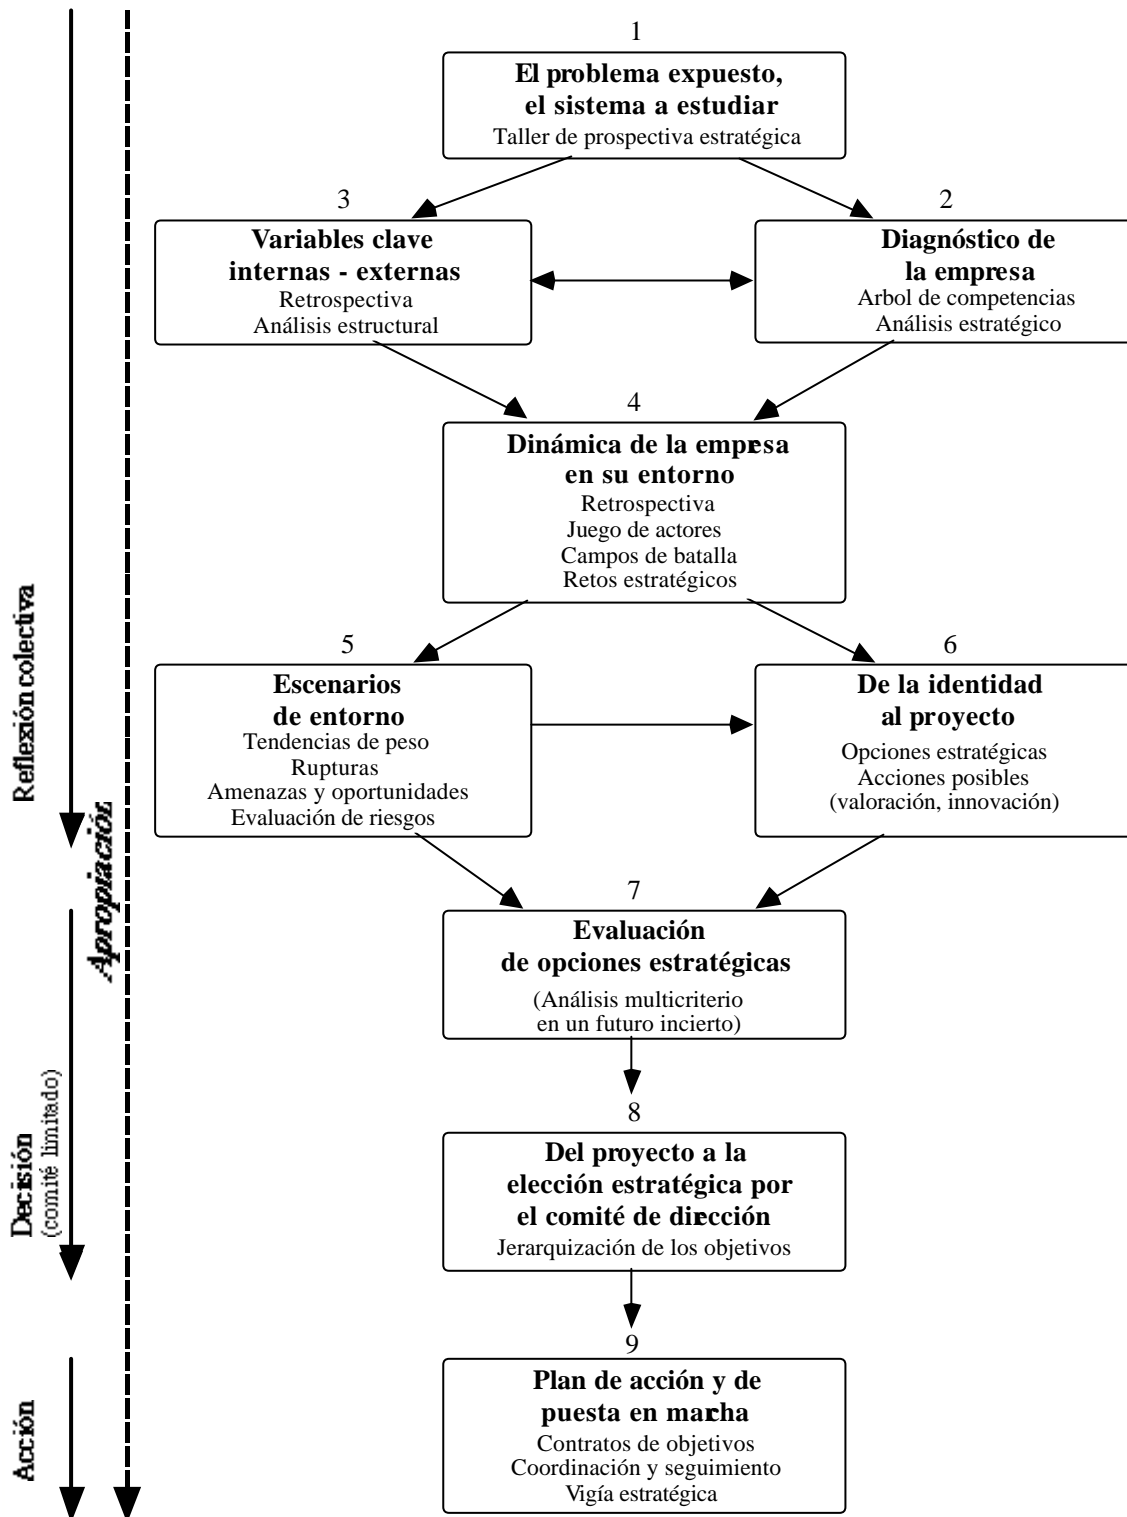 1
El problema expuesto,
el sistema a estudiar
Taller de prospectiva estratégica
3
Variables clave
internas - externas
Retrospectiva
Análisis estructural
2
Diagnóstico de
la empresa
Arbol de competencias
Análisis estratégico
4
Dinámica de la empresa
en su entorno
Retrospectiva
Juego de actores
Campos de batalla
Retos estratégicos
5
Escenarios
de entorno
Tendencias de peso
Rupturas
Amenazas y oportunidades
Evaluación de riesgos
6
De la identidad
al proyecto
Opciones estratégicas
Acciones posibles
(valoración, innovación)
7
Evaluación
de opciones estratégicas
(Análisis multicriterio
en un futuro incierto)
8
Del proyecto a la
elección estratégica por
el comité de dirección
Jerarquización de los objetivos
9
Plan de acción y de
puesta en marcha
Contratos de objetivos
Coordinación y seguimiento
Vigía estratégica
Reflexión colectiva
Apropiación
Decisión
(comité limitado)
Acción